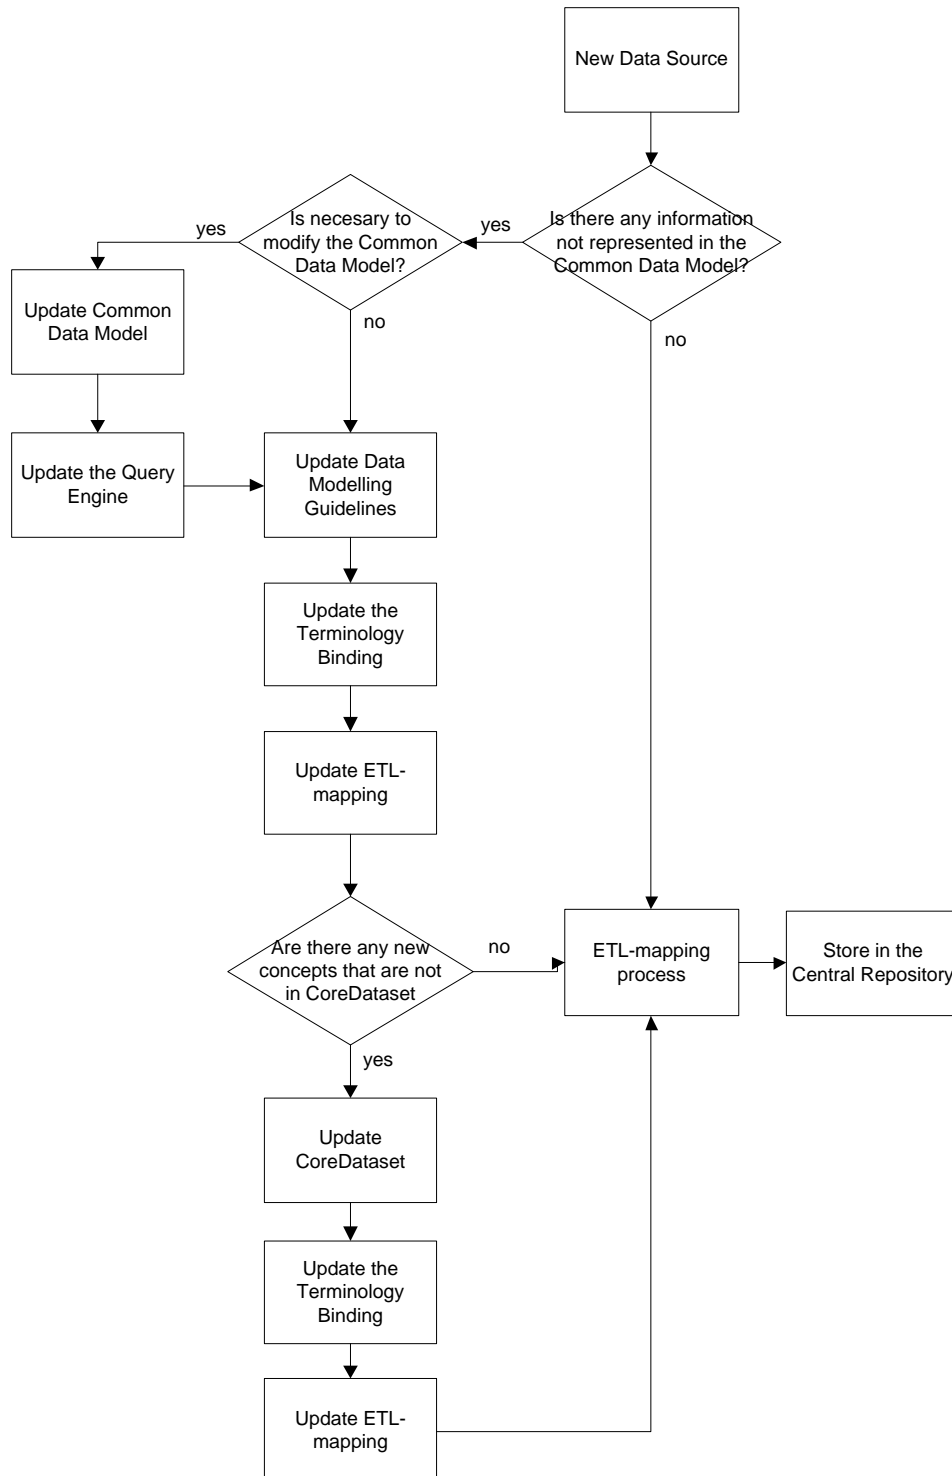 New Data Source
Is there any information
not represented in the
Common Data Model?
yes
no
Is necesary to
modify the Common
Data Model?
yes
no
Update Common
Data Model
Update the Query
Engine
Update Data
Modelling
Guidelines
Update the
Terminology
Binding
Update ETL-
mapping
Are there any new
concepts that are not
in CoreDataset
no
yes
ETL-mapping
process
Store in the
Central Repository
Update
CoreDataset
Update the
Terminology
Binding
Update ETL-
mapping